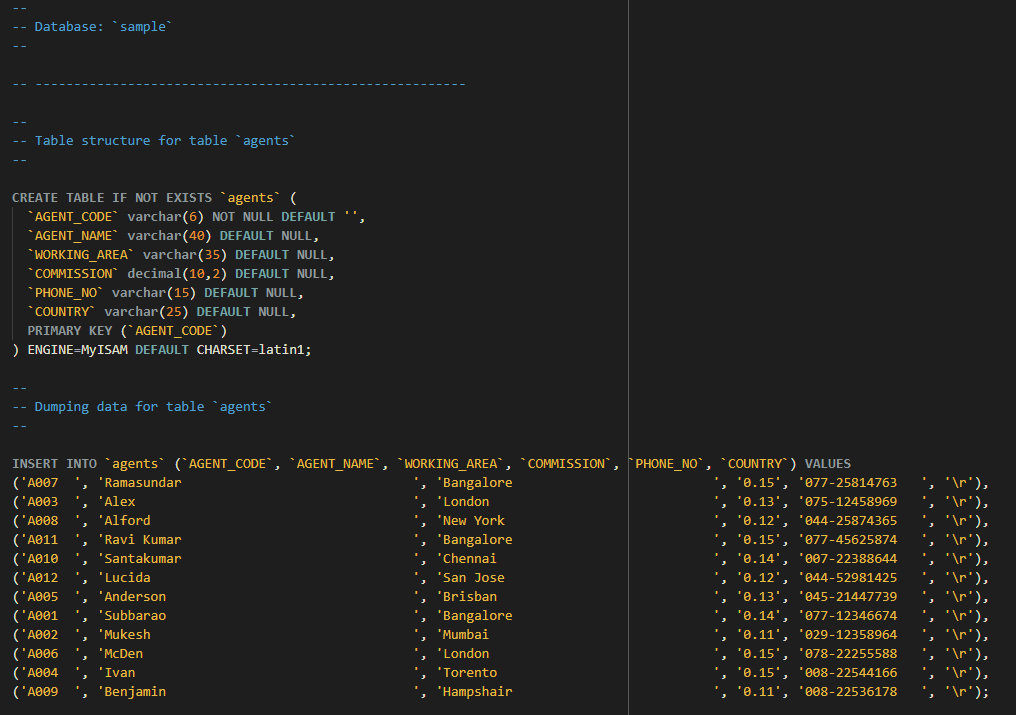 --
-- Database: `sample`
--
-- --------------------------------------------------------
--
-- Table structure for table `agents`
--
CREATE TABLE IF NOT EXISTS `agents` (
  `AGENT_CODE` varchar(6) NOT NULL DEFAULT '',
  `AGENT_NAME` varchar(40) DEFAULT NULL,
  `WORKING_AREA` varchar(35) DEFAULT NULL,
  `COMMISSION` decimal(10,2) DEFAULT NULL,
  `PHONE_NO` varchar(15) DEFAULT NULL,
  `COUNTRY` varchar(25) DEFAULT NULL,
  PRIMARY KEY (`AGENT_CODE`)
) ENGINE=MyISAM DEFAULT CHARSET=latin1;
--
-- Dumping data for table `agents`
--
INSERT INTO `agents` (`AGENT_CODE`, `AGENT_NAME`, `WORKING_AREA`, `COMMISSION`, `PHONE_NO`, `COUNTRY`) VALUES
('A007  ', 'Ramasundar                              ', 'Bangalore                          ', '0.15', '077-25814763   ', '\r'),
('A003  ', 'Alex                                    ', 'London                             ', '0.13', '075-12458969   ', '\r'),
('A008  ', 'Alford                                  ', 'New York                           ', '0.12', '044-25874365   ', '\r'),
('A011  ', 'Ravi Kumar                              ', 'Bangalore                          ', '0.15', '077-45625874   ', '\r'),
('A010  ', 'Santakumar                              ', 'Chennai                            ', '0.14', '007-22388644   ', '\r'),
('A012  ', 'Lucida                                  ', 'San Jose                           ', '0.12', '044-52981425   ', '\r'),
('A005  ', 'Anderson                                ', 'Brisban                            ', '0.13', '045-21447739   ', '\r'),
('A001  ', 'Subbarao                                ', 'Bangalore                          ', '0.14', '077-12346674   ', '\r'),
('A002  ', 'Mukesh                                  ', 'Mumbai                             ', '0.11', '029-12358964   ', '\r'),
('A006  ', 'McDen                                   ', 'London                             ', '0.15', '078-22255588   ', '\r'),
('A004  ', 'Ivan                                    ', 'Torento                            ', '0.15', '008-22544166   ', '\r'),
('A009  ', 'Benjamin                                ', 'Hampshair                          ', '0.11', '008-22536178   ', '\r');